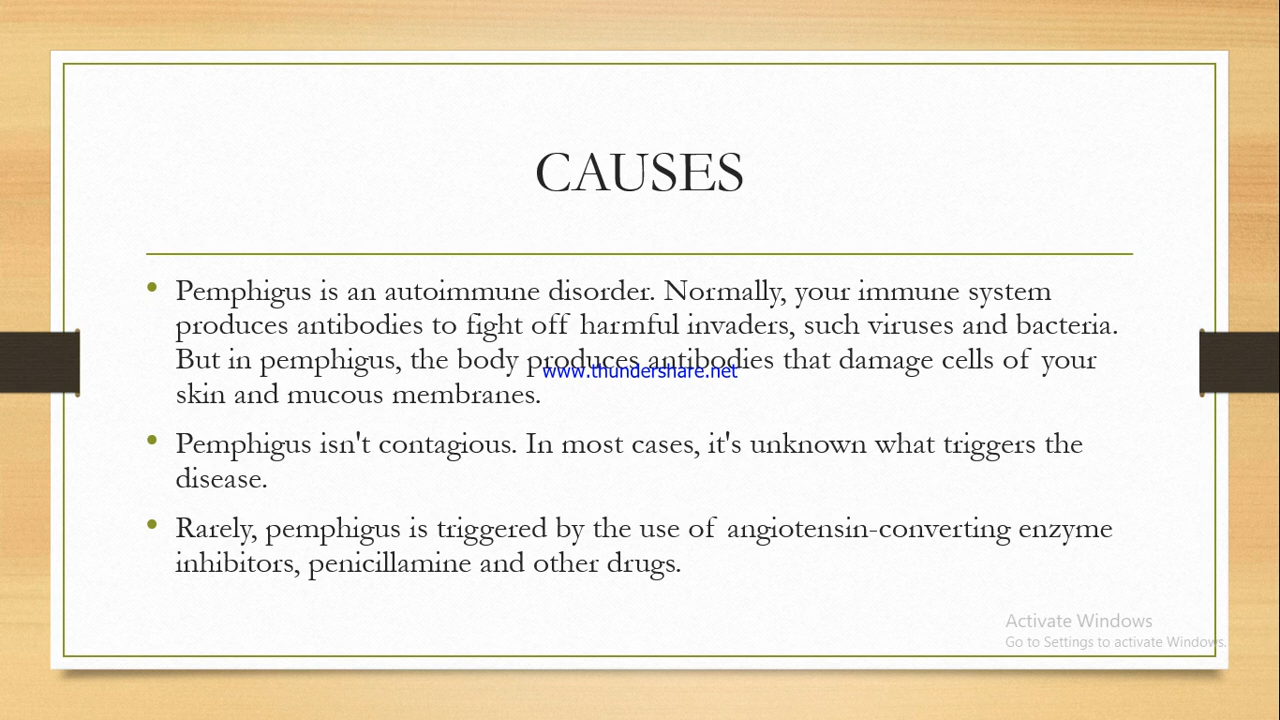 CAUSES
• Pemphigus is an autoimmune disorder. Normally, your immune system
produces antibodies to fight off harmful invaders, such viruses and bacteria.
But in pemphigus, the body produces antibodies that damage cells of your
www.thundershare.net
skin and mucous membranes.
• Pemphigus isn't contagious. In most cases, it's unknown what triggers the
disease.
• Rarely, pemphigus is triggered by the use of angiotensin-converting enzyme
inhibitors, penicillamine and other drugs.
Activate Windows
Go to Settings to activate Windows.